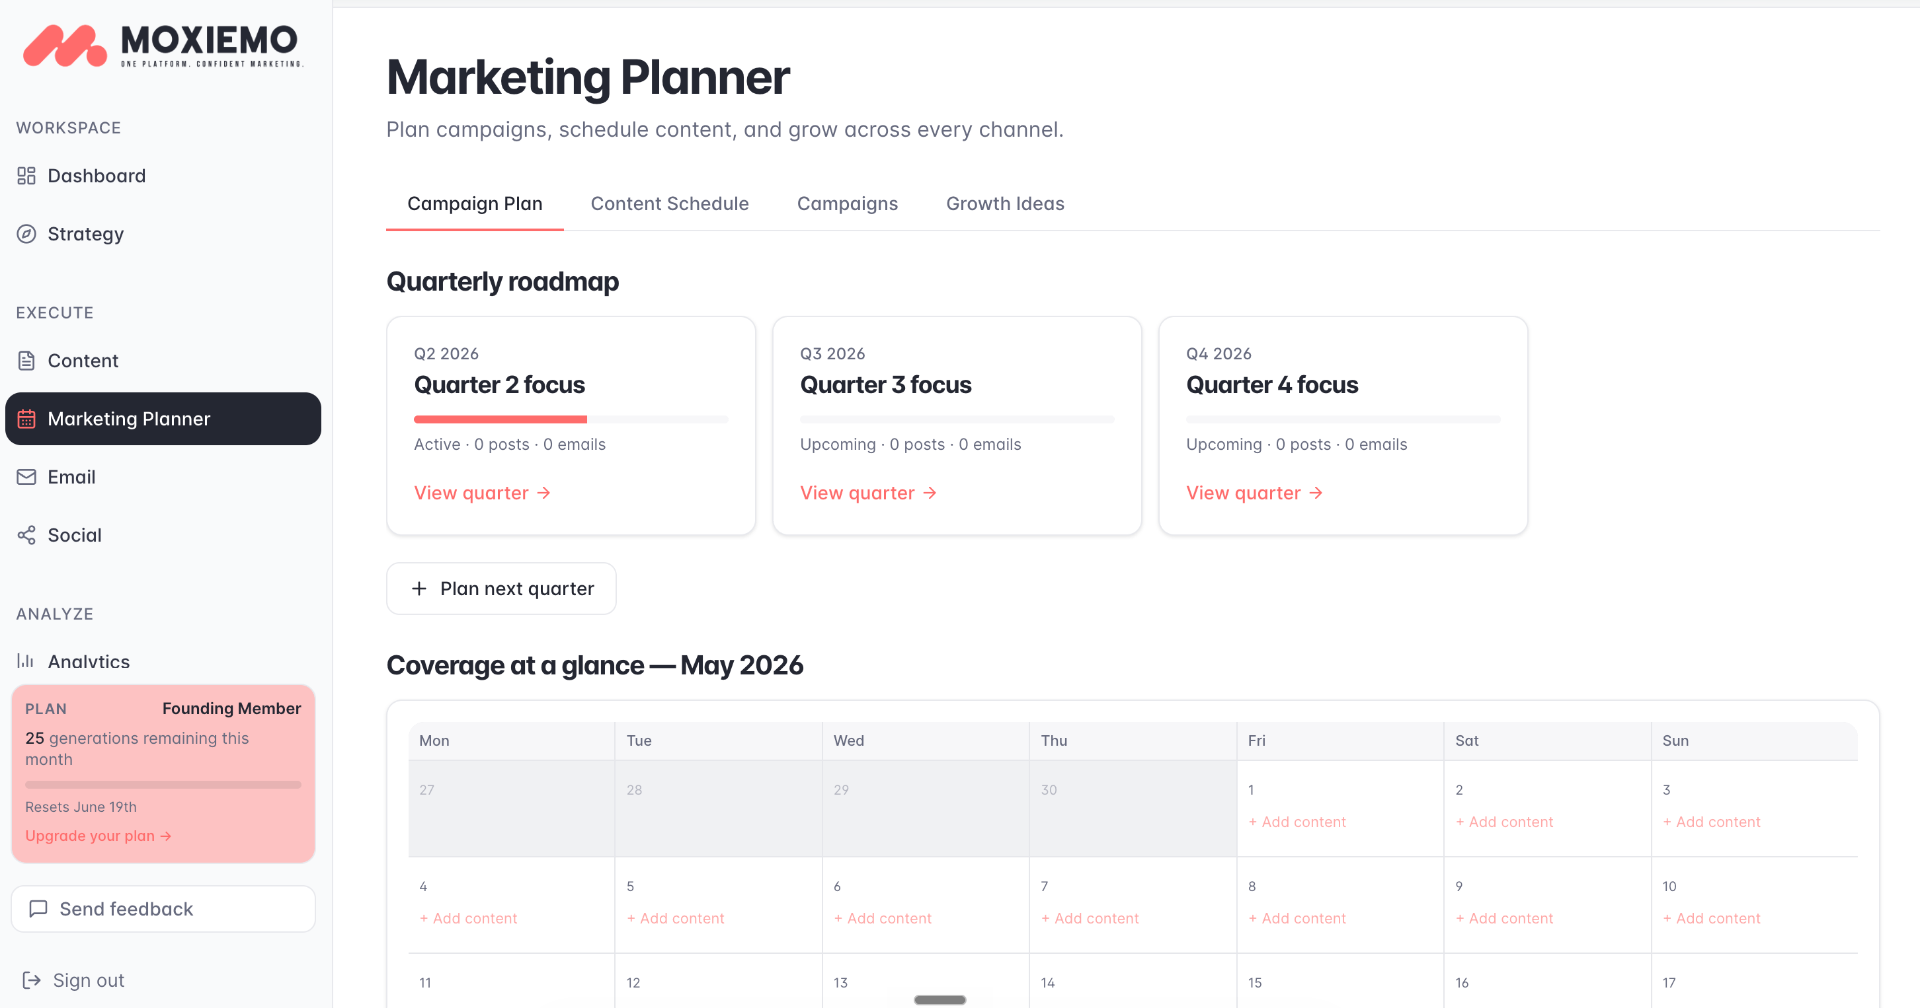 MOXIEMO
ONE PLATFORM. CONFIDENT MARKETING.
WORKSPACE
Dashboard
Strategy
EXECUTE
Content
Marketing Planner
Email
Social
ANALYZE
Analytics
PLAN Founding Member
25 generations remaining this
month
Resets June 19th
Upgrade your plan →
Send feedback
Sign out
Marketing Planner
Plan campaigns, schedule content, and grow across every channel.
Campaign Plan Content Schedule Campaigns Growth Ideas
Quarterly roadmap
Q2 2026
Quarter 2 focus
Active · 0 posts · 0 emails
View quarter →
Q3 2026
Quarter 3 focus
Upcoming · 0 posts · 0 emails
View quarter →
Q4 2026
Quarter 4 focus
Upcoming · 0 posts · 0 emails
View quarter →
+ Plan next quarter
Coverage at a glance — May 2026
Mon Tue Wed Thu Fri Sat Sun
27 28 29 30 1 2 3
+ Add content + Add content + Add content
4 5 6 7 8 9 10
+ Add content + Add content + Add content + Add content + Add content + Add content + Add content
11 12 13 14 15 16 17